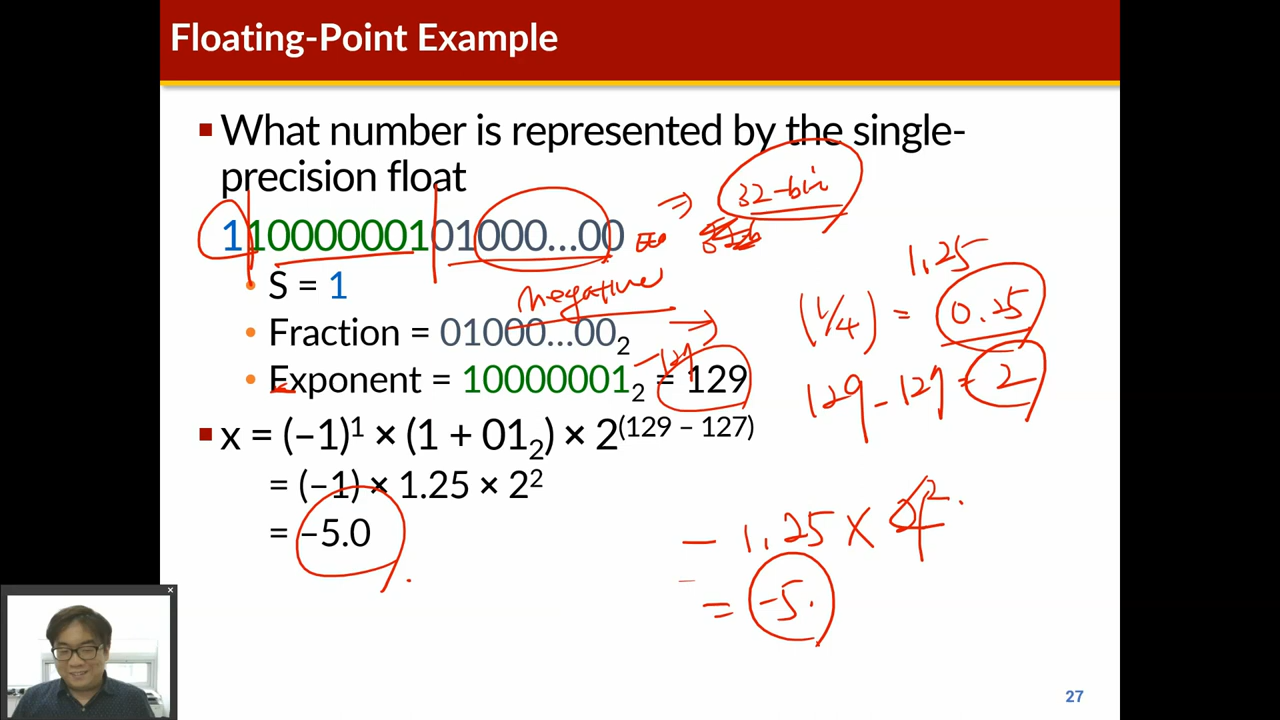 Floating-Point Example
What number is represented by the single-
precision float
11000000101000…00
32-bit
S = 1
negative
1.25
Fraction = 01000…00₂
(1/4) = 0.25
-127
Exponent = 10000001₂ = 129
129 - 127 = 2
x = (–1)¹ × (1 + 01₂) × 2⁽¹²⁹ ⁻ ¹²⁷⁾
= (–1) × 1.25 × 2²
= –5.0
- 1.25 ×
= -5.
27